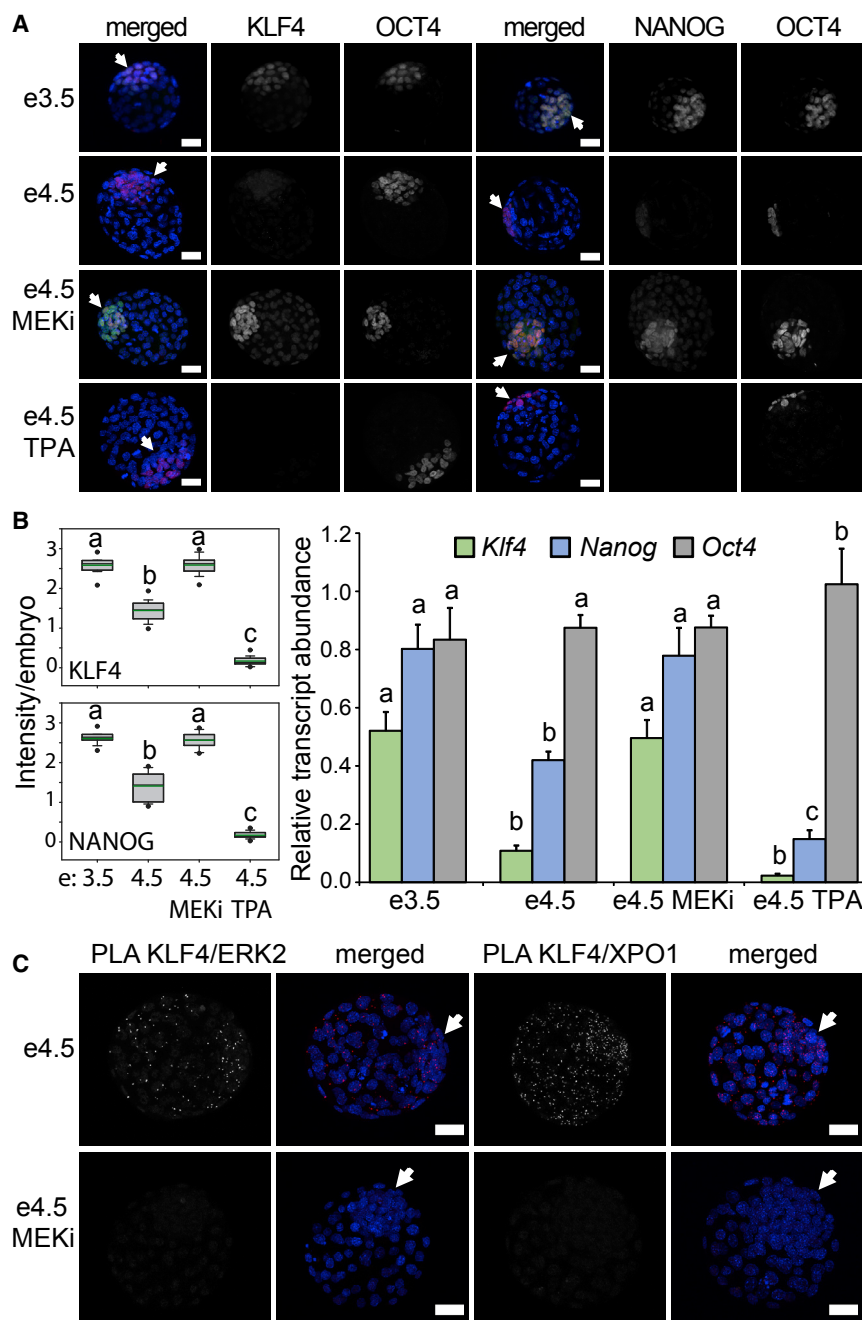 A
merged KLF4 OCT4 merged NANOG OCT4
e3.5
e4.5
e4.5
MEKi
e4.5
TPA
B
Intensity/embryo
3
2
1
0
a b a c
KLF4
3
2
1
0
a b a c
NANOG
e: 3.5 4.5 4.5 4.5
MEKi TPA
Relative transcript abundance
1.2
1.0
0.8
0.6
0.4
0.2
0.0
Klf4 Nanog Oct4
a a a
b b a
a a a
b c b
e3.5 e4.5 e4.5 MEKi e4.5 TPA
C
PLA KLF4/ERK2 merged PLA KLF4/XPO1 merged
e4.5
e4.5
MEKi